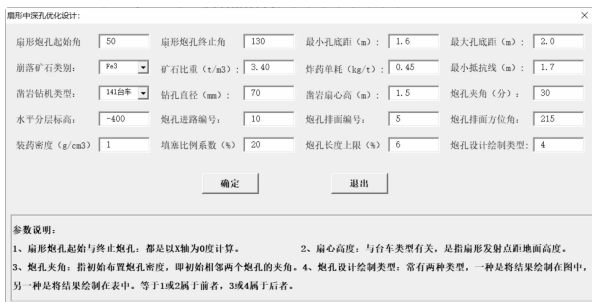 扇形中深孔优化设计:
扇形炮孔起始角 50 扇形炮孔终止角 130 最小孔底距（m）: 1.6 最大孔底距（m）: 2.0
崩落矿石类别: Fe3 矿石比重（t/m3）: 3.40 炸药单耗（kg/t）: 0.45 最小抵抗线（m）: 1.7
凿岩钻机类型: 141台车 钻孔直径（mm）: 70 凿岩扇心高（m）: 1.5 炮孔夹角（分）: 30
水平分层标高: -400 炮孔进路编号: 10 炮孔排面编号: 5 炮孔排面方位角: 215
装药密度（g/cm3） 1 填塞比例系数（%） 20 炮孔长度上限（%） 6 炮孔设计绘制类型: 4
确定 退出
参数说明:
1、扇形炮孔起始与终止炮孔: 都是以X轴为0度计算。 2、扇心高度: 与台车类型有关, 是指扇形发射点距地面高度。
3、炮孔夹角: 指初始布置炮孔密度, 即初始相邻两个炮孔的夹角。4、炮孔设计绘制类型: 常有两种类型, 一种是将结果绘制在图中,
另一种是将结果绘制在表中。等于1或2属于前者, 3或4属于后者。